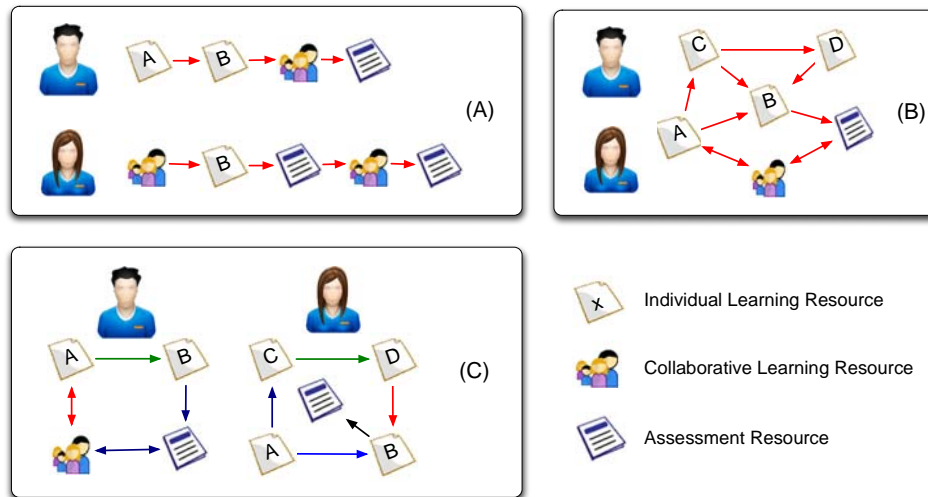 A
B
(A)
B
C
D
B
A
(B)
A
B
C
D
A
B
(C)
x
Individual Learning Resource
Collaborative Learning Resource
Assessment Resource